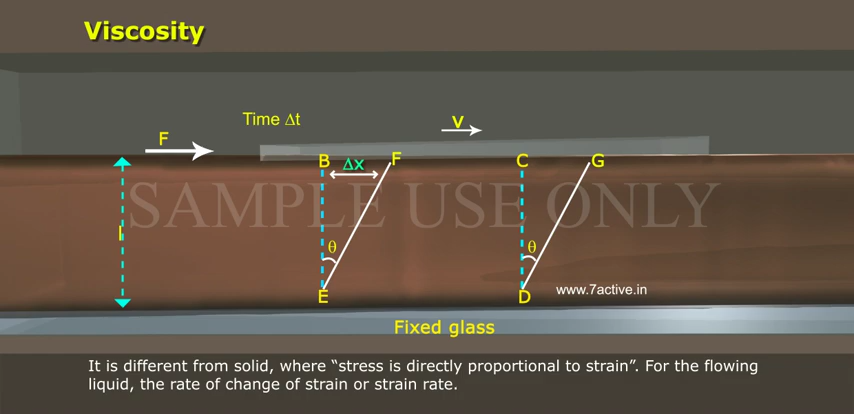 Viscosity
Time Δt
V
F
B
Δx
F
C
G
SAMPLE USE ONLY
l
θ
θ
E
D
www.7active.in
Fixed glass
It is different from solid, where “stress is directly proportional to strain”. For the flowing
liquid, the rate of change of strain or strain rate.